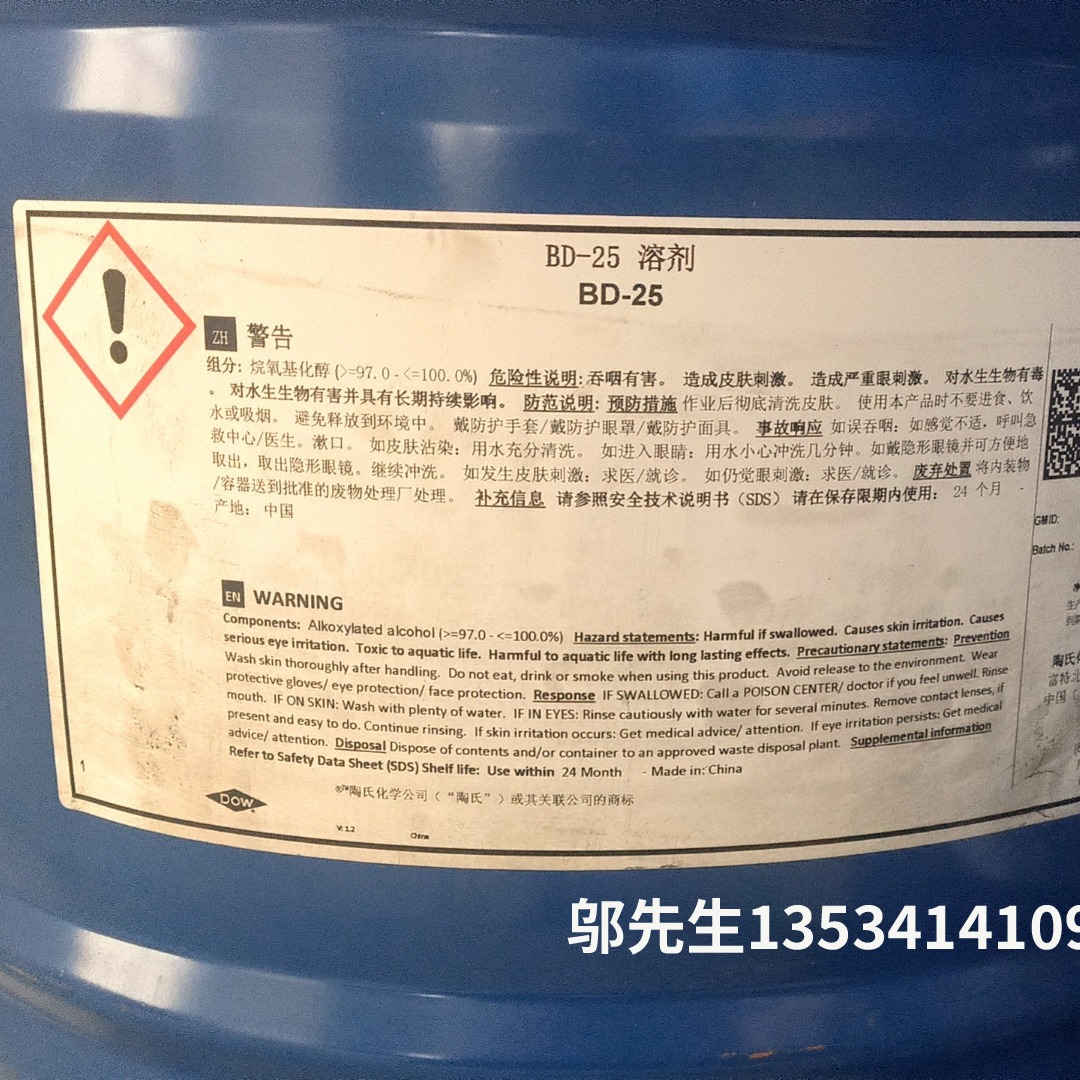 BD-25 溶剂
BD-25
ZH 警告
组分: 烷氧基化醇 (>=97.0 - <=100.0%) 危险性说明: 吞咽有害。 造成皮肤刺激。 造成严重眼刺激。 对水生生物有毒
。 对水生生物有害并具有长期持续影响。 防范说明: 预防措施 作业后彻底清洗皮肤。 使用本产品时不要进食、饮
水或吸烟。 避免释放到环境中。 戴防护手套/戴防护眼罩/戴防护面具。 事故响应 如误吞咽: 如感觉不适, 呼叫急
救中心/医生。漱口。 如皮肤沾染: 用水充分清洗。 如进入眼睛: 用水小心冲洗几分钟。如戴隐形眼镜并可方便地
取出, 取出隐形眼镜。继续冲洗。 如发生皮肤刺激: 求医/就诊。 如仍觉眼刺激: 求医/就诊。 废弃处置 将内装物
/容器送到批准的废物处理厂处理。 补充信息 请参照安全技术说明书 (SDS) 请在保存限期内使用: 24 个月 -
产地: 中国
EN WARNING
Components: Alkoxylated alcohol (>=97.0 - <=100.0%) Hazard statements: Harmful if swallowed. Causes skin irritation. Causes
serious eye irritation. Toxic to aquatic life. Harmful to aquatic life with long lasting effects. Precautionary statements: Prevention
Wash skin thoroughly after handling. Do not eat, drink or smoke when using this product. Avoid release to the environment. Wear
protective gloves/ eye protection/ face protection. Response IF SWALLOWED: Call a POISON CENTER/ doctor if you feel unwell. Rinse
mouth. IF ON SKIN: Wash with plenty of water. IF IN EYES: Rinse cautiously with water for several minutes. Remove contact lenses, if
present and easy to do. Continue rinsing. If skin irritation occurs: Get medical advice/ attention. If eye irritation persists: Get medical
advice/ attention. Disposal Dispose of contents and/or container to an approved waste disposal plant. Supplemental information
Refer to Safety Data Sheet (SDS) Shelf life: Use within 24 Month - Made in: China
1
DOW
®™陶氏化学公司 ("陶氏") 或其关联公司的商标
V: 1.2 China
GMID:
Batch No.:
陶氏
富特北
中国
邬先生1353414109